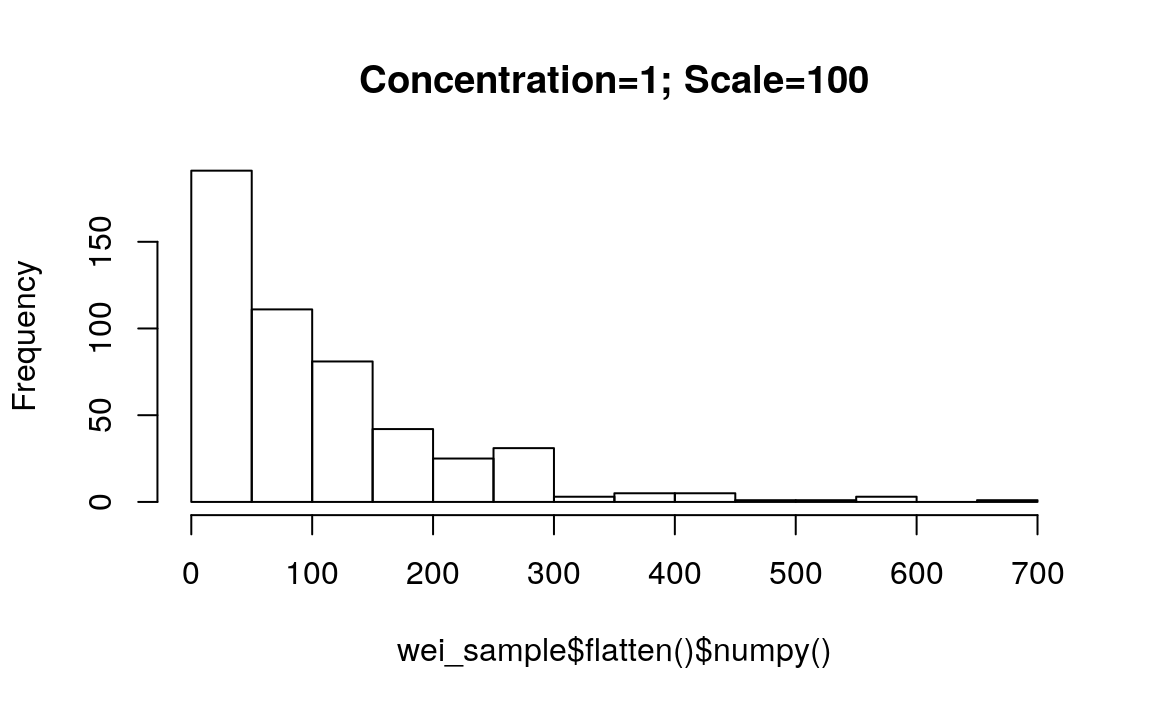 Concentration=1; Scale=100
Frequency
150
100
50
0
0 100 200 300 400 500 600 700
wei_sample$flatten()$numpy()